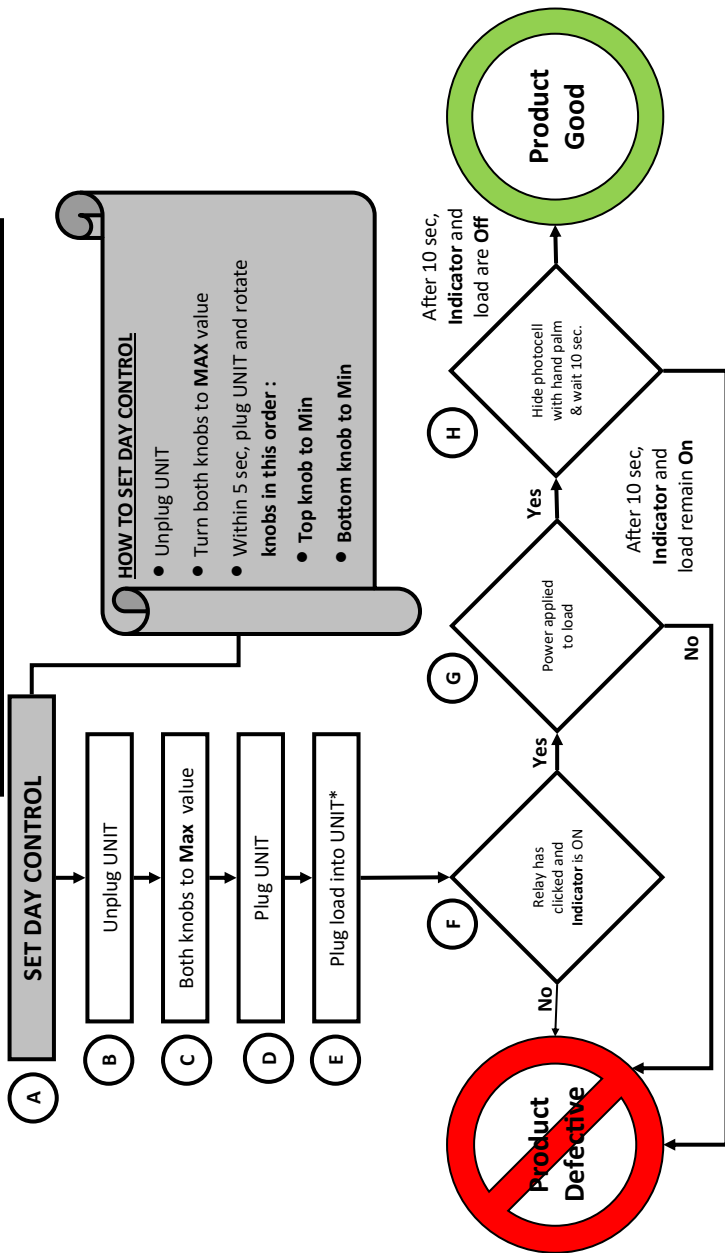 A
SET DAY CONTROL
HOW TO SET DAY CONTROL
● Unplug UNIT
● Turn both knobs to MAX value
● Within 5 sec, plug UNIT and rotate
knobs in this order :
● Top knob to Min
● Bottom knob to Min
B
Unplug UNIT
C
Both knobs to Max value
D
Plug UNIT
E
Plug load into UNIT*
F
Relay has
clicked and
Indicator is ON
No
Yes
G
Power applied
to load
No
Yes
H
Hide photocell
with hand palm
& wait 10 sec.
After 10 sec,
Indicator and
load are Off
After 10 sec,
Indicator and
load remain On
Product
Defective
Product
Good